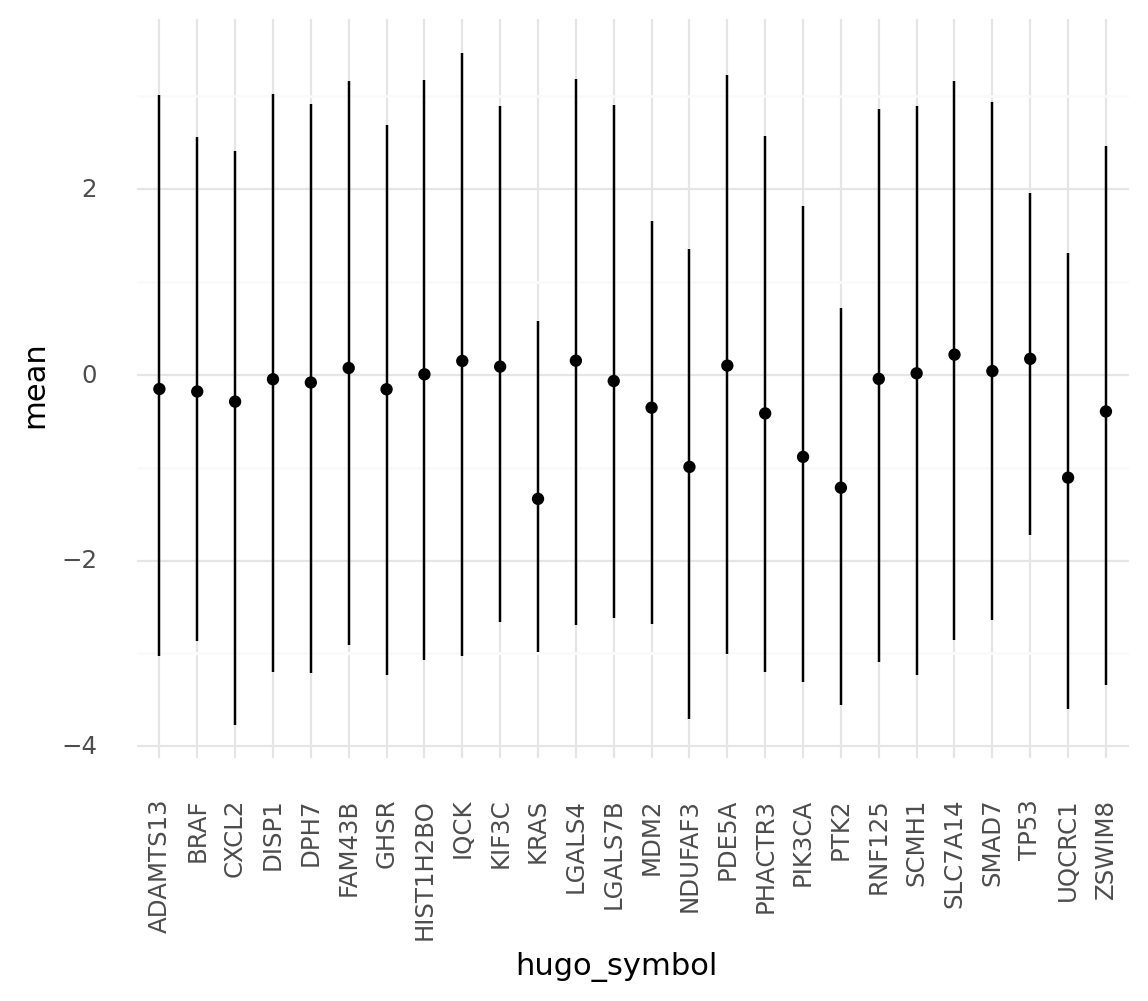 2
0
−2
−4
mean
ADAMTS13
BRAF
CXCL2
DISP1
DPH7
FAM43B
GHSR
HIST1H2BO
IQCK
KIF3C
KRAS
LGALS4
LGALS7B
MDM2
NDUFAF3
PDE5A
PHACTR3
PIK3CA
PTK2
RNF125
SCMH1
SLC7A14
SMAD7
TP53
UQCRC1
ZSWIM8
hugo_symbol